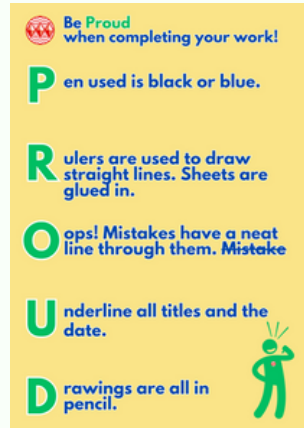 Be Proud
when completing your work!
Pen used is black or blue.
Rulers are used to draw
straight lines. Sheets are
glued in.
Oops! Mistakes have a neat
line through them. Mistake
Underline all titles and the
date.
Drawings are all in
pencil.